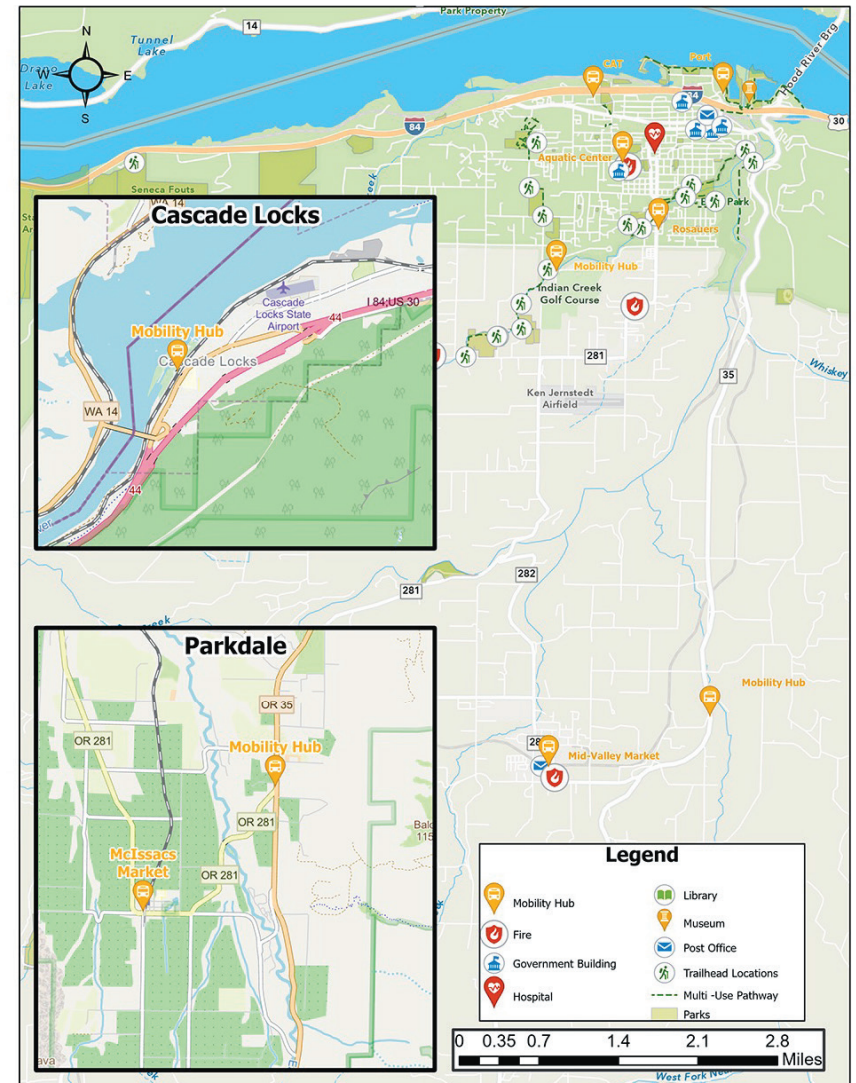 Park Property
14
Tunnel
Lake
Drano
Lake
N
W
E
S
Hood River Brg
CAT
Port
84
84
30
Aquatic Center
Seneca Fouts
Park
Rosauers
Mobility Hub
Indian Creek
Golf Course
281
Ken Jernstedt
Airfield
35
Whiskey
Cascade Locks
WA 14
Cascade
Locks State
Airport
I 84;US 30
44
Mobility Hub
Cascade Locks
WA 14
44
281
282
Mobility Hub
Mid-Valley Market
Parkdale
OR 35
OR 281
Mobility Hub
OR 281
McIssacs
Market
OR 281
Legend
Mobility Hub
Fire
Government Building
Hospital
Library
Museum
Post Office
Trailhead Locations
Multi -Use Pathway
Parks
0 0.35 0.7 1.4 2.1 2.8
Miles